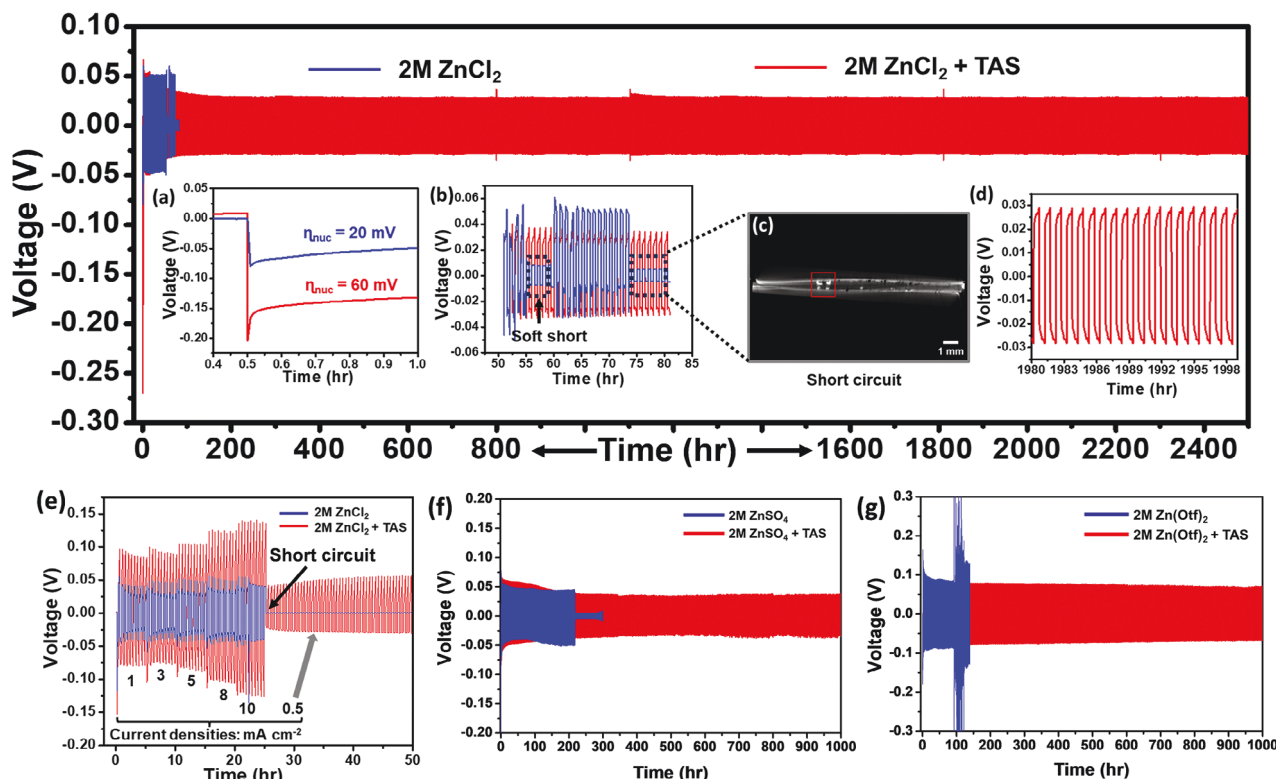 0.10
0.05
0.00
-0.05
-0.10
-0.15
-0.20
-0.25
-0.30
Voltage (V)
2M ZnCl2
2M ZnCl2 + TAS
0 200 400 600 800 Time (hr) 1600 1800 2000 2200 2400
(a)
0.05
0.00
-0.05
-0.10
-0.15
-0.20
Volatge (V)
ηnuc = 20 mV
ηnuc = 60 mV
0.4 0.5 0.6 0.7 0.8 0.9 1.0
Time (hr)
(b)
0.06
0.04
0.02
0.00
-0.02
-0.04
-0.06
Voltage (V)
Soft short
50 55 60 65 70 75 80 85
Time (hr)
(c)
1 mm
Short circuit
(d)
0.03
0.02
0.01
0.00
-0.01
-0.02
-0.03
Voltage (V)
1980 1983 1986 1989 1992 1995 1998
Time (hr)
(e)
2M ZnCl2
2M ZnCl2 + TAS
Short circuit
0.15
0.10
0.05
0.00
-0.05
-0.10
-0.15
-0.20
Voltage (V)
1 3 5 8 10 0.5
Current densities: mA cm-2
0 10 20 30 40 50
Time (hr)
(f)
2M ZnSO4
2M ZnSO4 + TAS
0.20
0.15
0.10
0.05
0.00
-0.05
-0.10
-0.15
-0.20
Voltage (V)
0 100 200 300 400 500 600 700 800 900 1000
Time (hr)
(g)
2M Zn(Otf)2
2M Zn(Otf)2 + TAS
0.3
0.2
0.1
0.0
-0.1
-0.2
-0.3
Voltage (V)
0 100 200 300 400 500 600 700 800 900 1000
Time (hr)